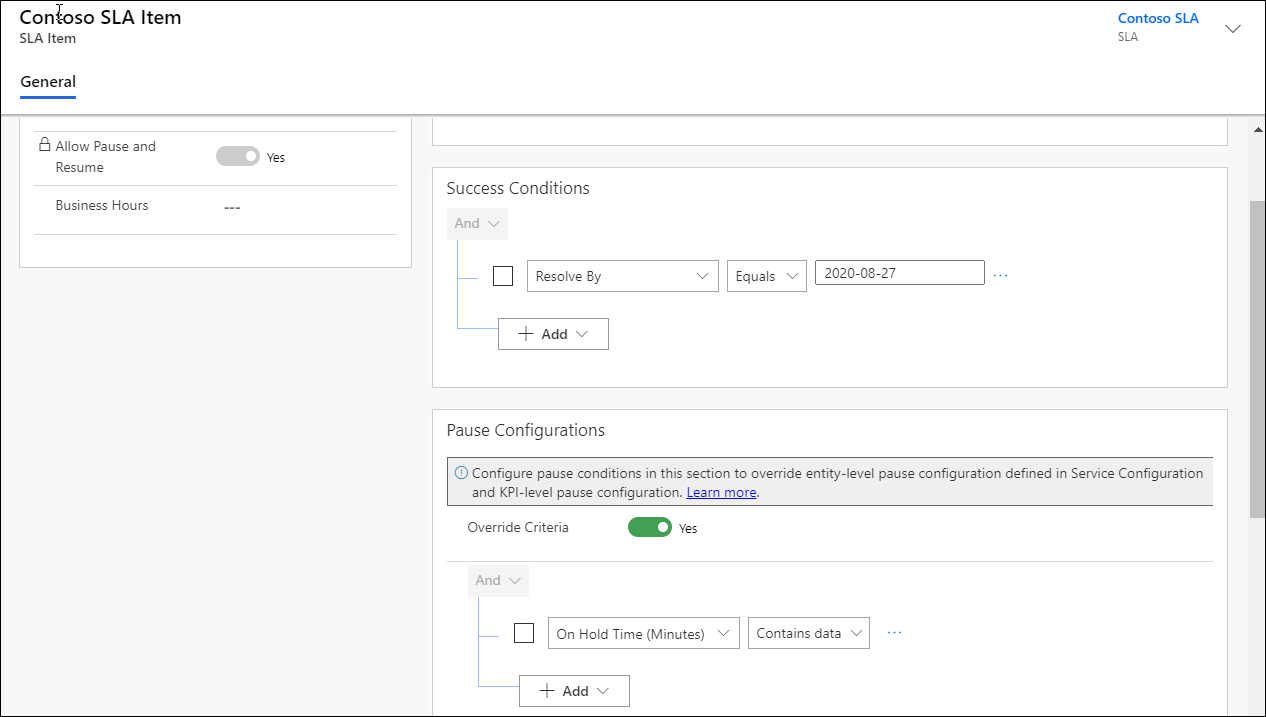 Contoso SLA Item
SLA Item
Contoso SLA
SLA
General
Allow Pause and
Resume
Yes
Business Hours
---
Success Conditions
And
Resolve By
Equals
2020-08-27
...
Add
Pause Configurations
Configure pause conditions in this section to override entity-level pause configuration defined in Service Configuration
and KPI-level pause configuration. Learn more.
Override Criteria
Yes
And
On Hold Time (Minutes)
Contains data
...
Add